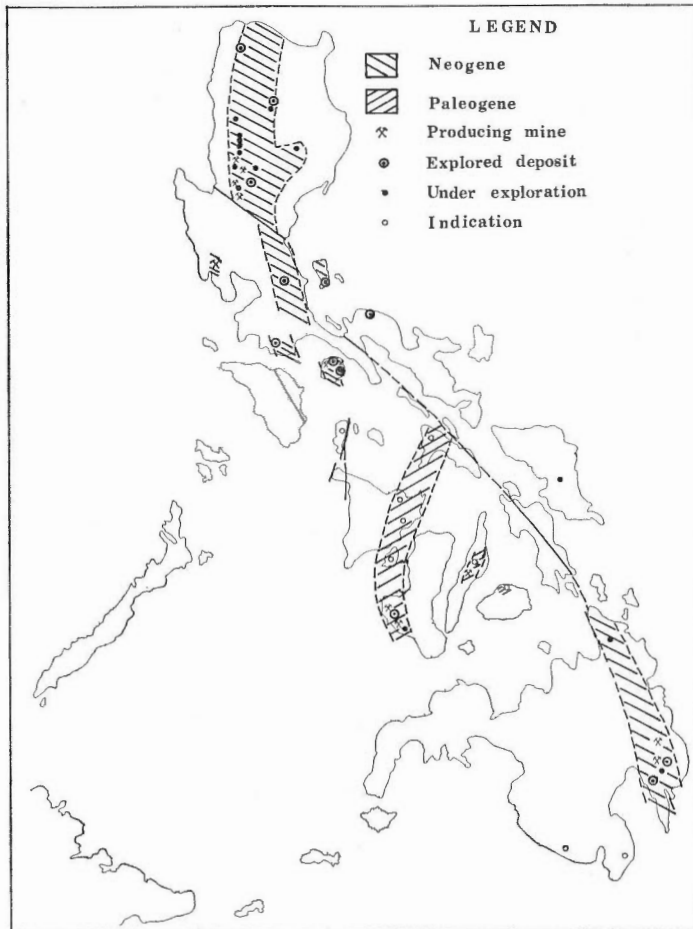 LEGEND
Neogene
Paleogene
Producing mine
Explored deposit
Under exploration
Indication